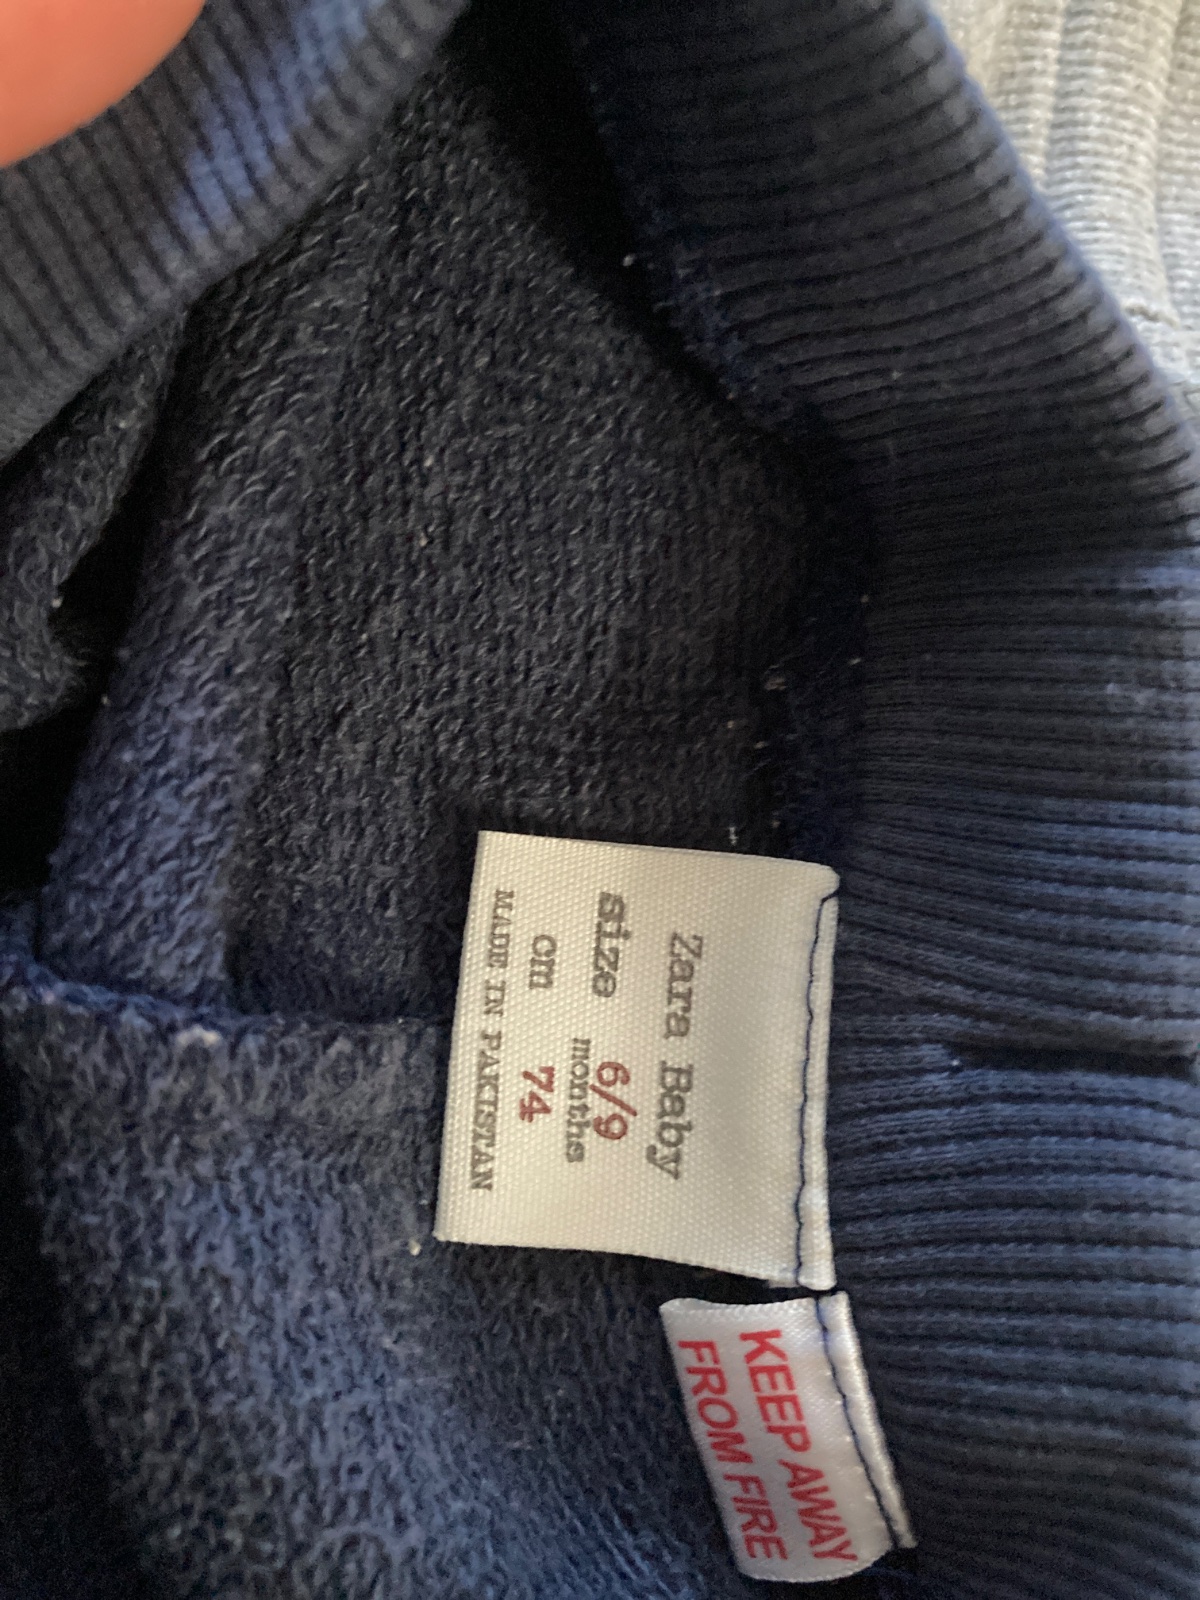 Zara Baby
size 6/9
months
cm 74
MADE IN PAKISTAN
KEEP AWAY
FROM FIRE